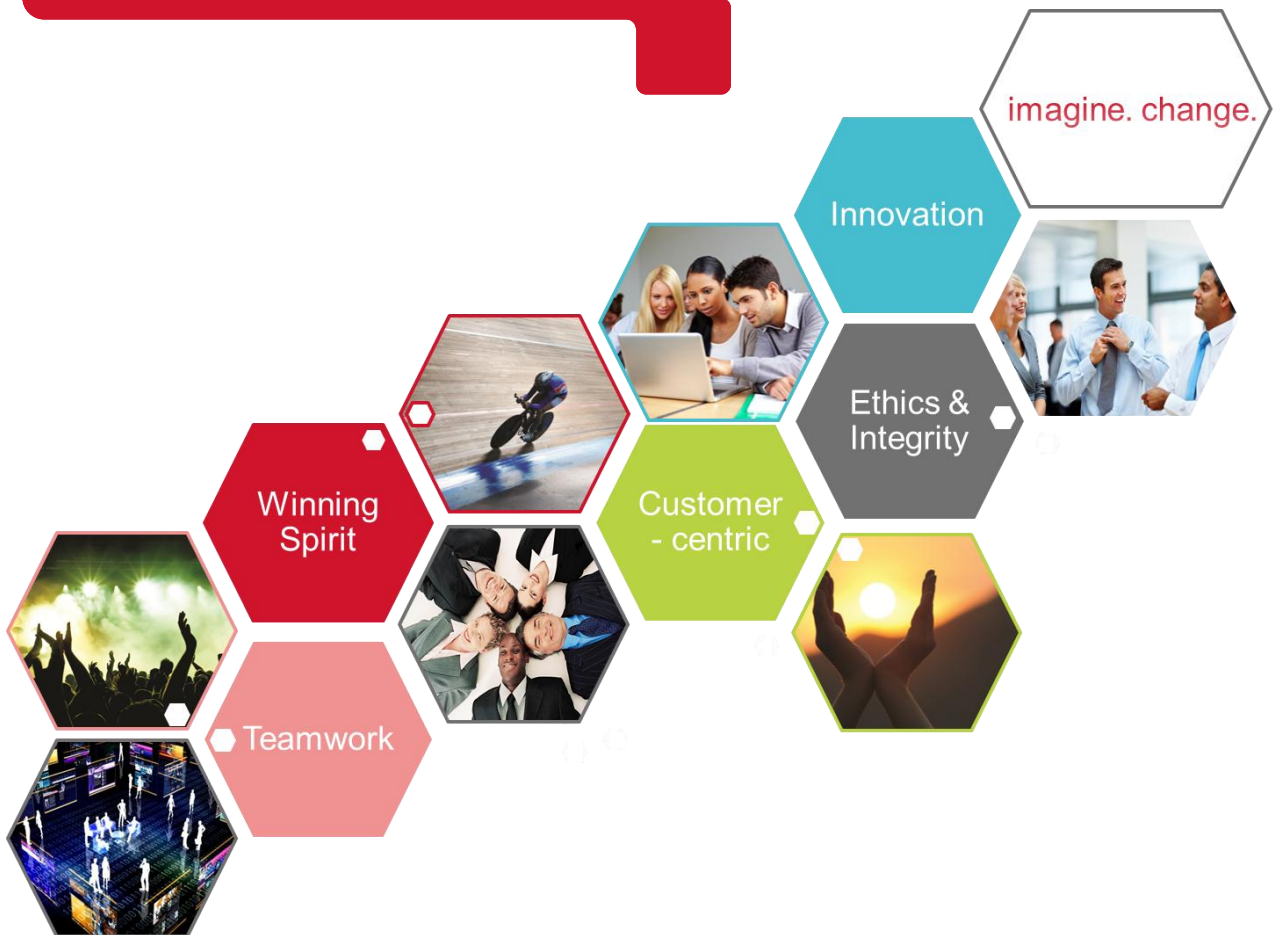 imagine. change.
Innovation
Ethics &
Integrity
Winning
Spirit
Customer
- centric
Teamwork